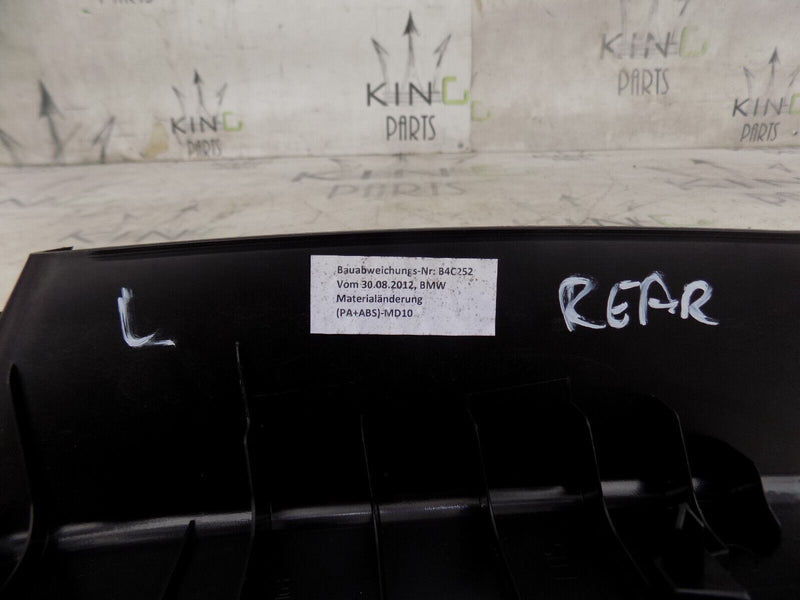 KING
PARTS
KING
PARTS
KING
PARTS
KING
PARTS
L
Bauabweichungs-Nr: B4C252
Vom 30.08.2012, BMW
Materialänderung
(PA+ABS)-MD10
REAR